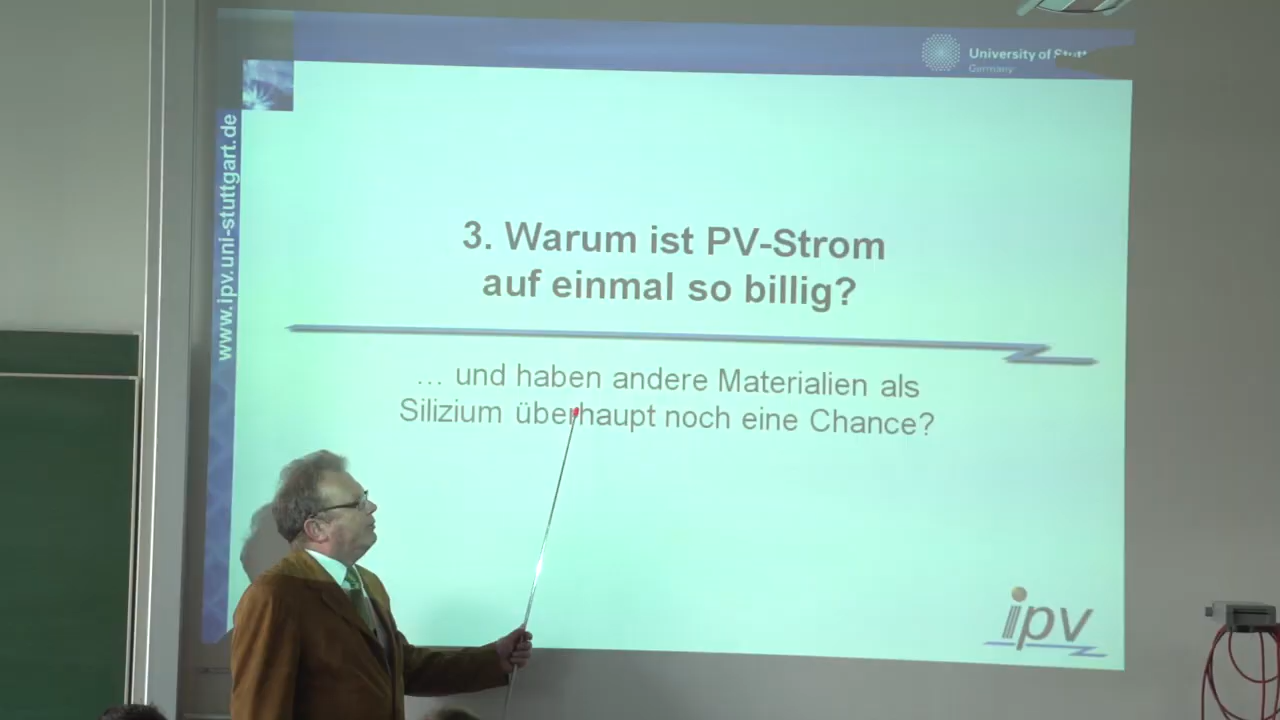 University of
Germany
www.ipv.uni-stuttgart.de
3. Warum ist PV-Strom
auf einmal so billig?
... und haben andere Materialien als
Silizium überhaupt noch eine Chance?
ipv